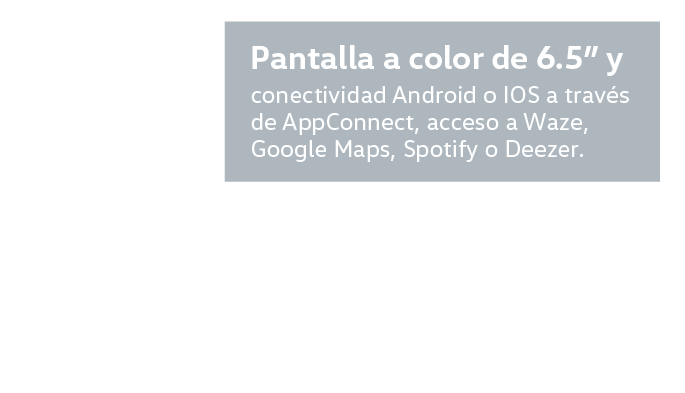 Pantalla a color de 6.5” y
conectividad Android o IOS a través
de AppConnect, acceso a Waze,
Google Maps, Spotify o Deezer.